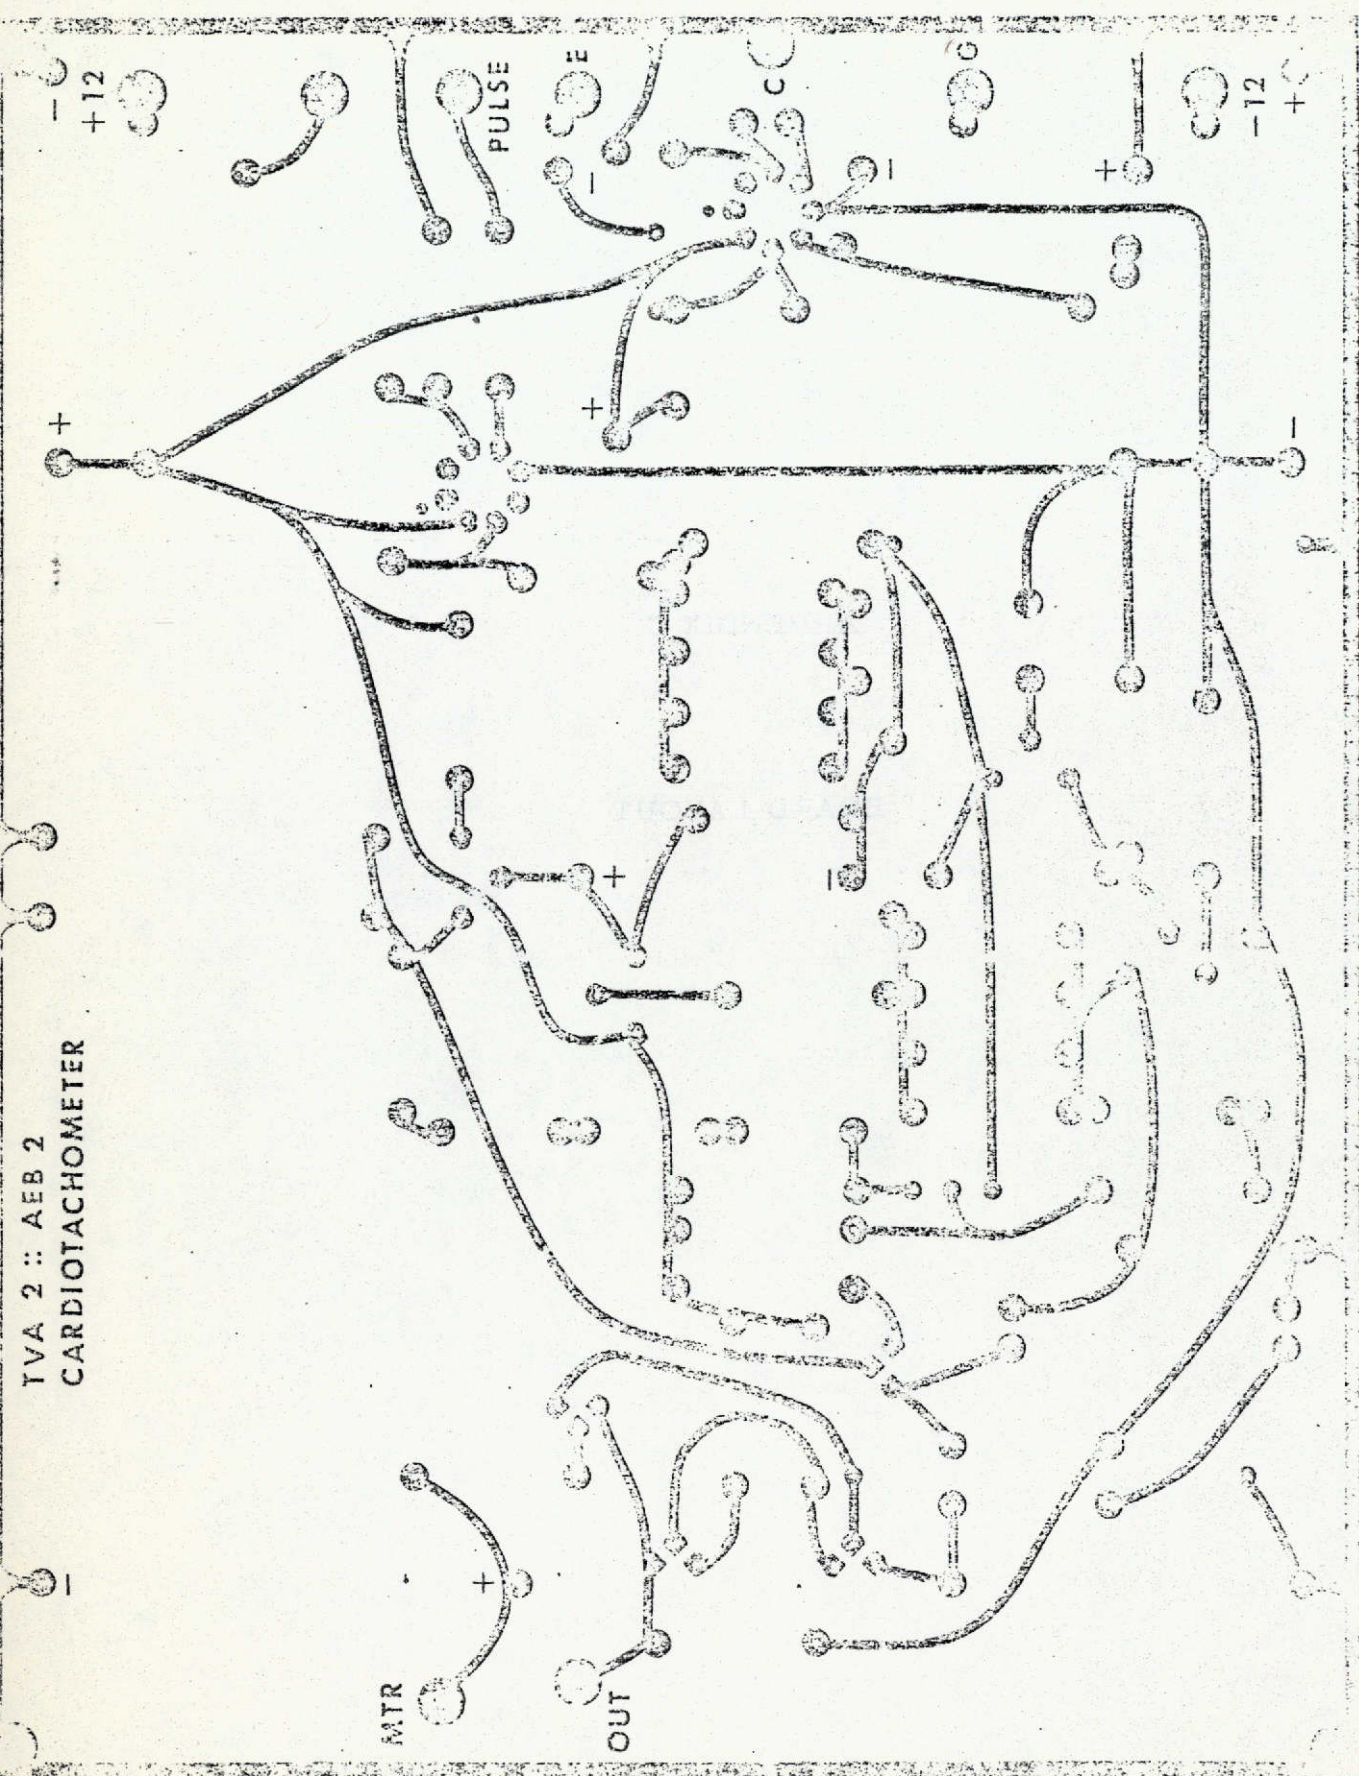 TVA 2 :: AEB 2
CARDIOTACHOMETER
−
+12
PULSE
E
C
G
−12
+
−
−
+
+
+
−
+
−
−
+
MTR
OUT